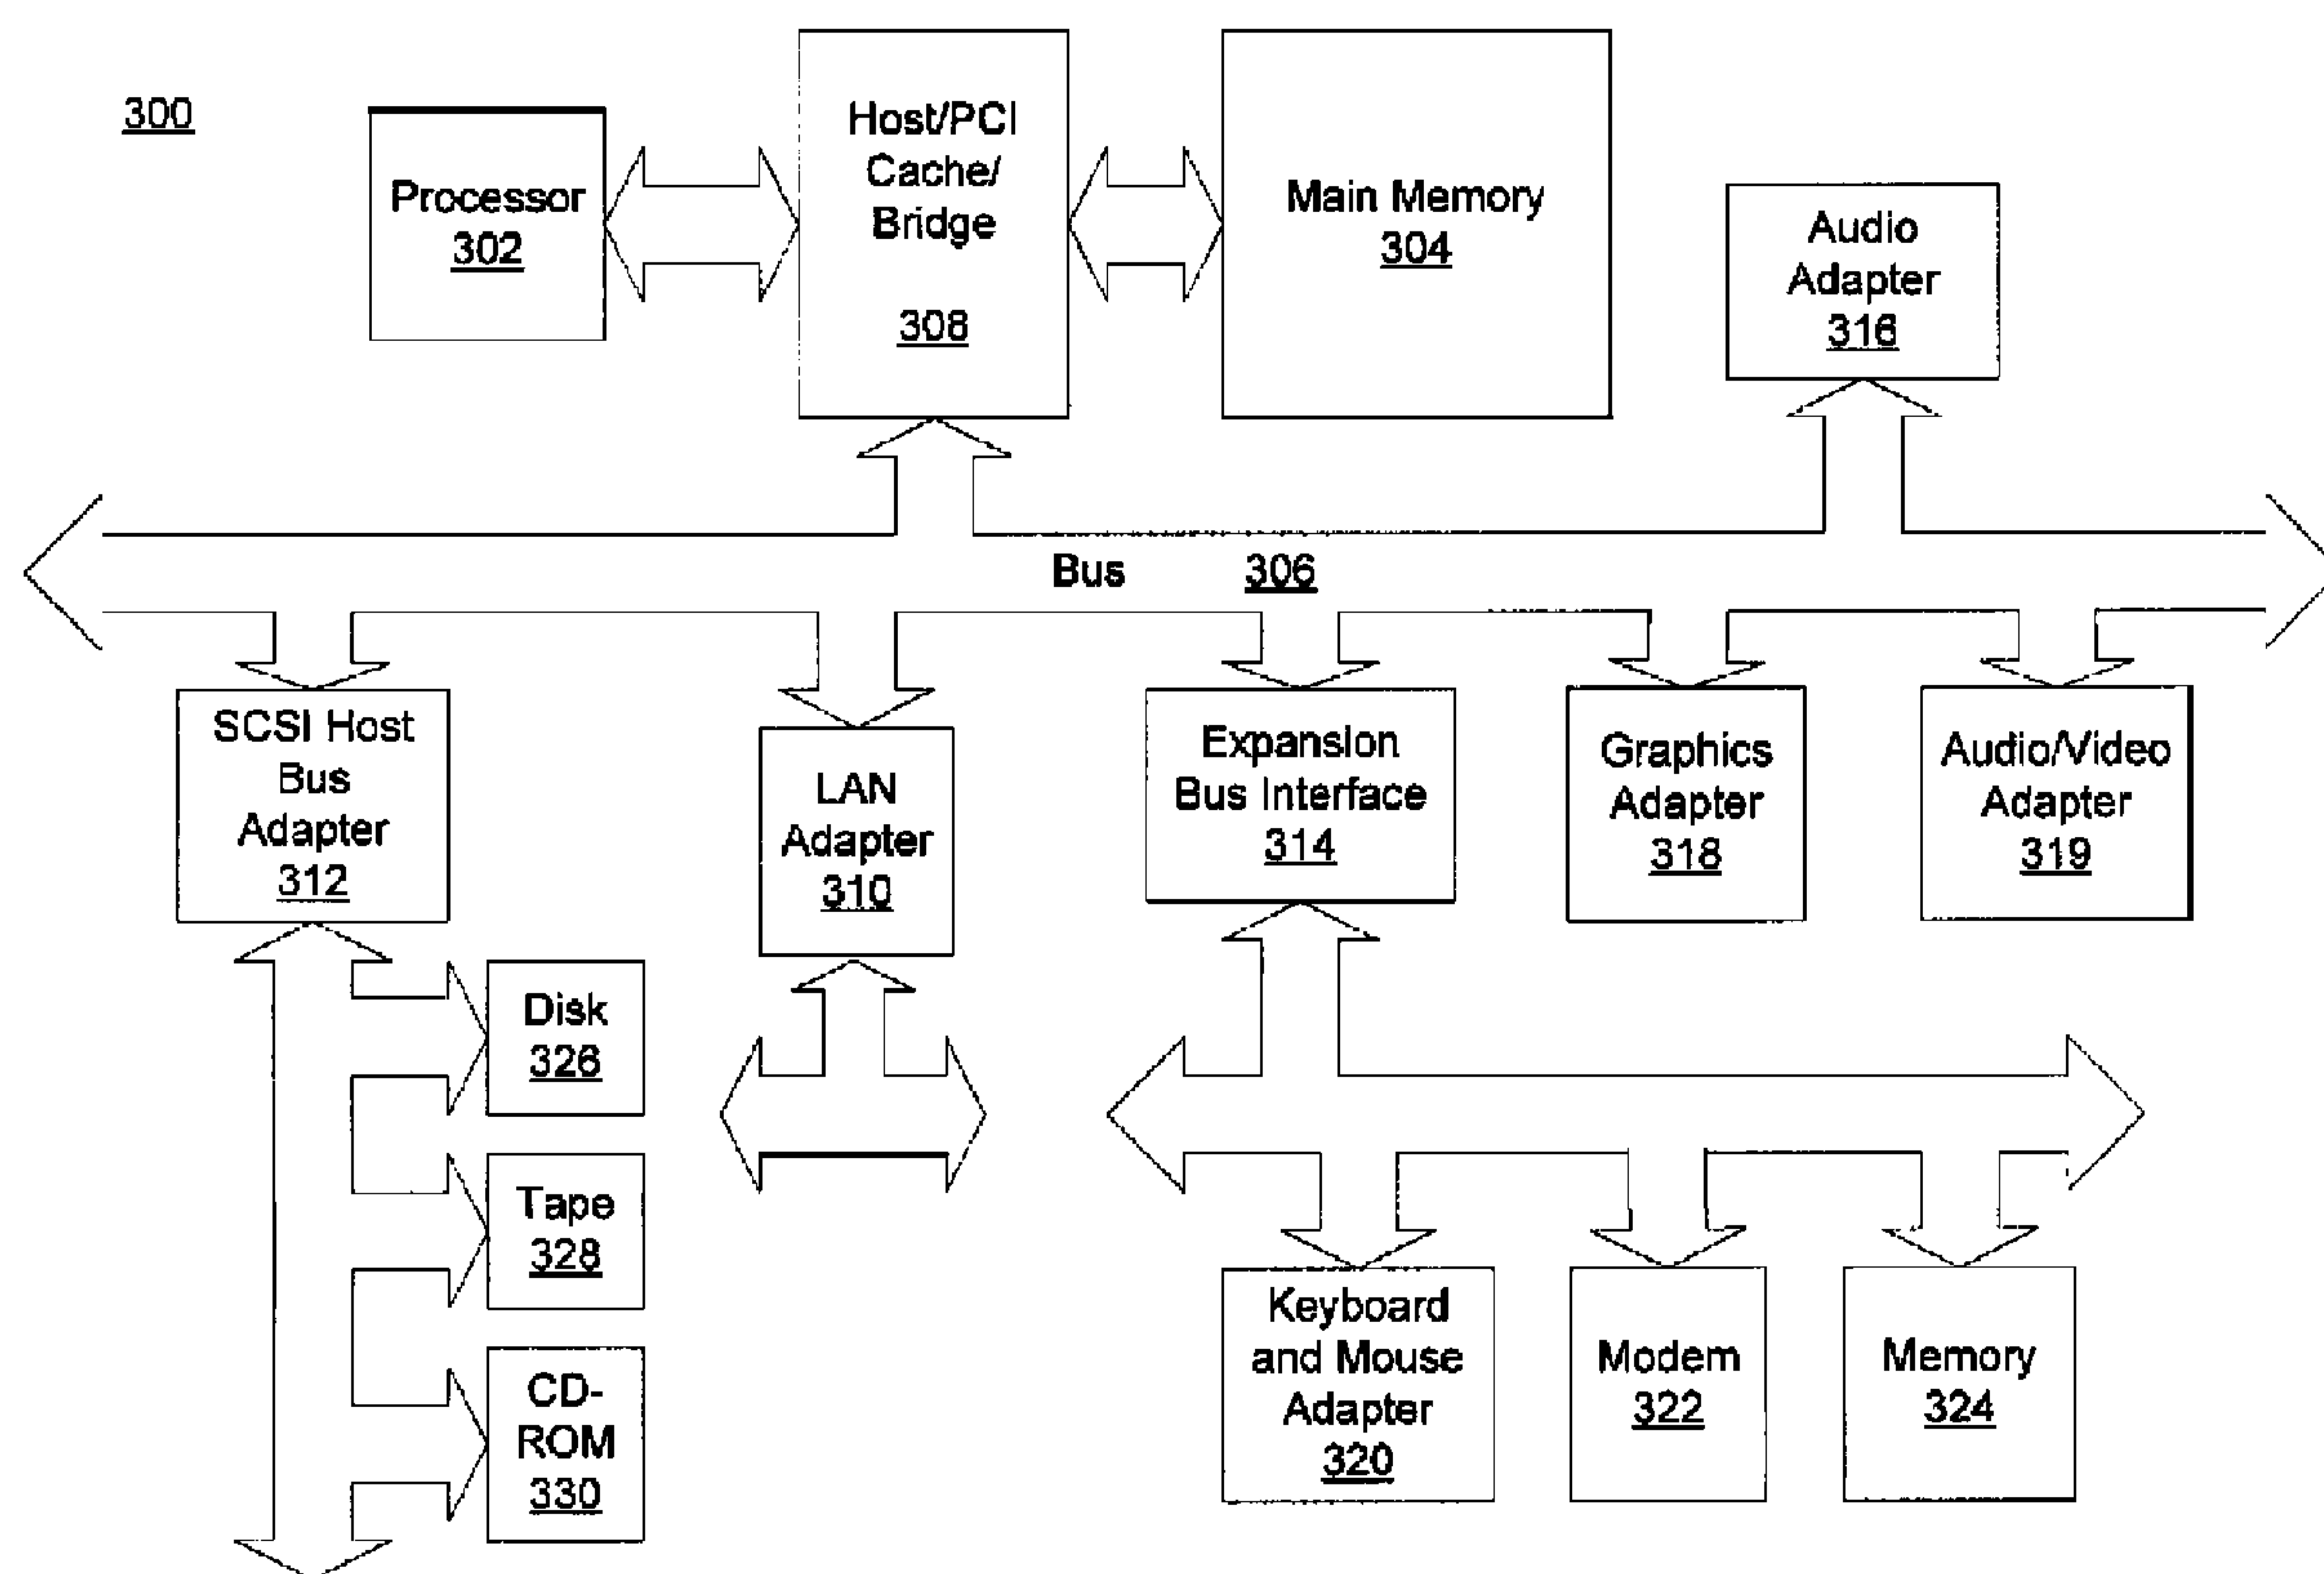 300
Processor
302
Host/PCI
Cache/
Bridge
308
Main Memory
304
Audio
Adapter
316
Bus 306
SCSI Host
Bus
Adapter
312
LAN
Adapter
310
Expansion
Bus Interface
314
Graphics
Adapter
318
Audio/Video
Adapter
319
Disk
326
Tape
328
CD-
ROM
330
Keyboard
and Mouse
Adapter
320
Modem
322
Memory
324